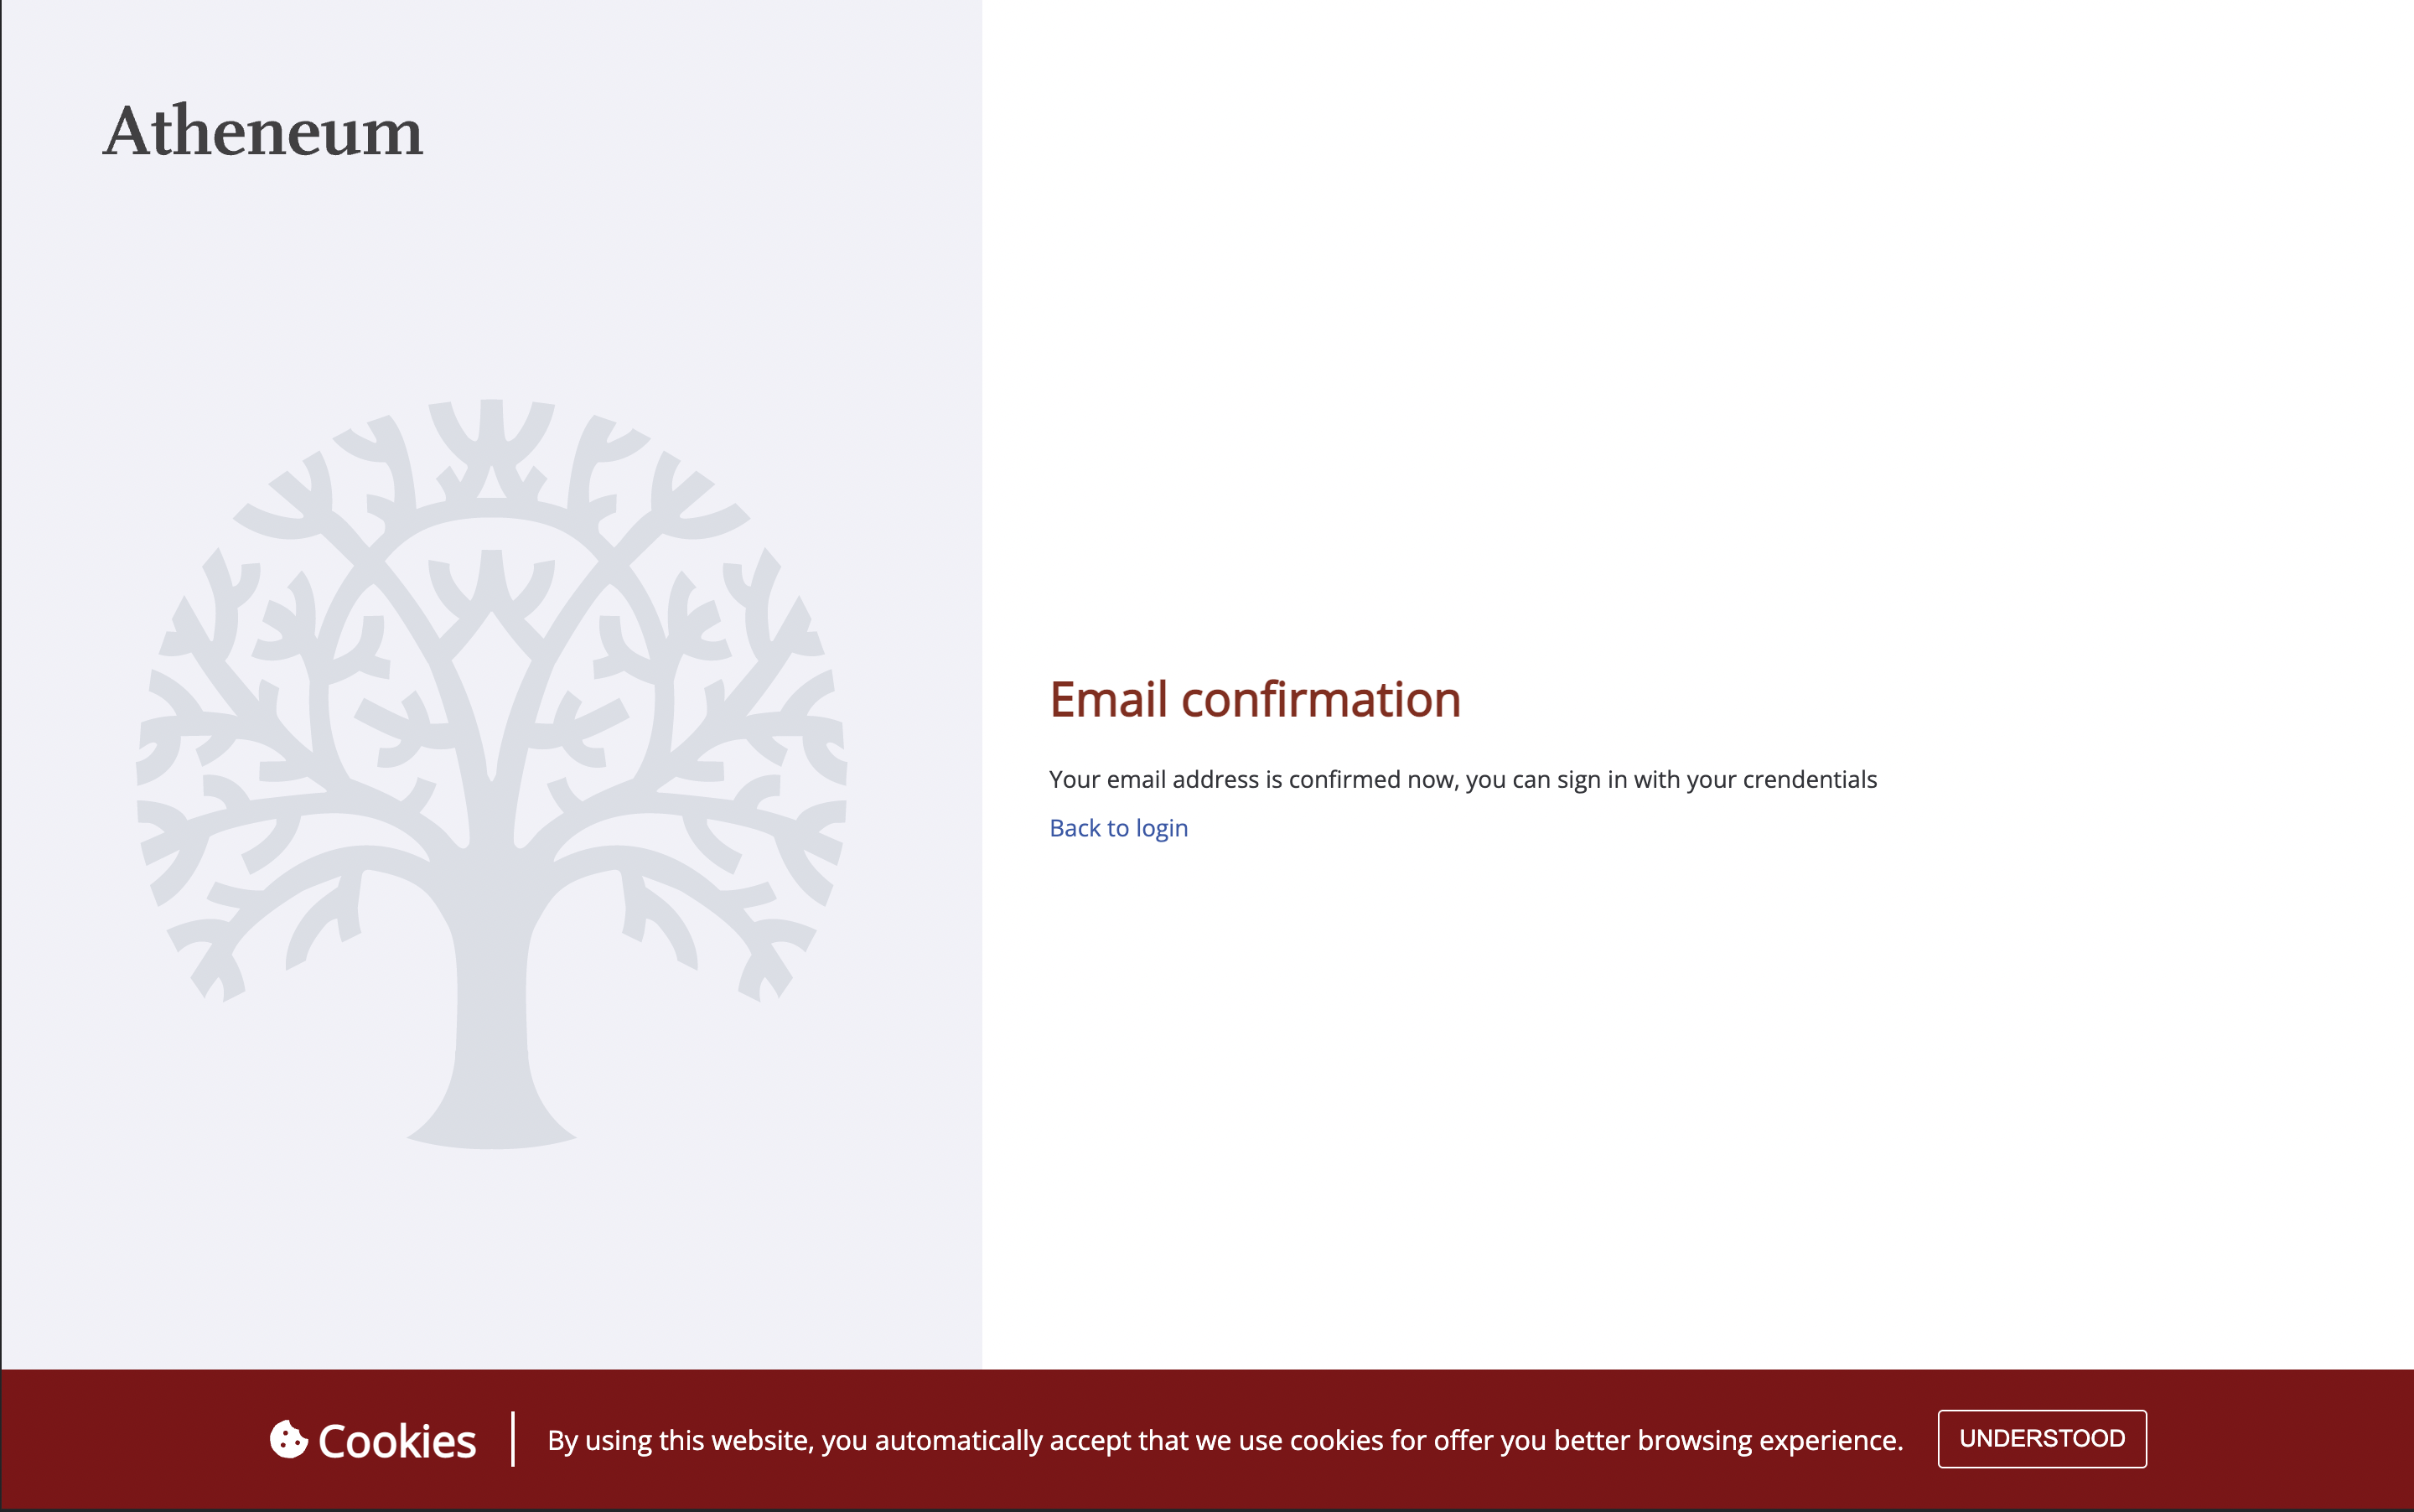 Atheneum
Email confirmation
Your email address is confirmed now, you can sign in with your crendentials
Back to login
Cookies
By using this website, you automatically accept that we use cookies for offer you better browsing experience.
UNDERSTOOD